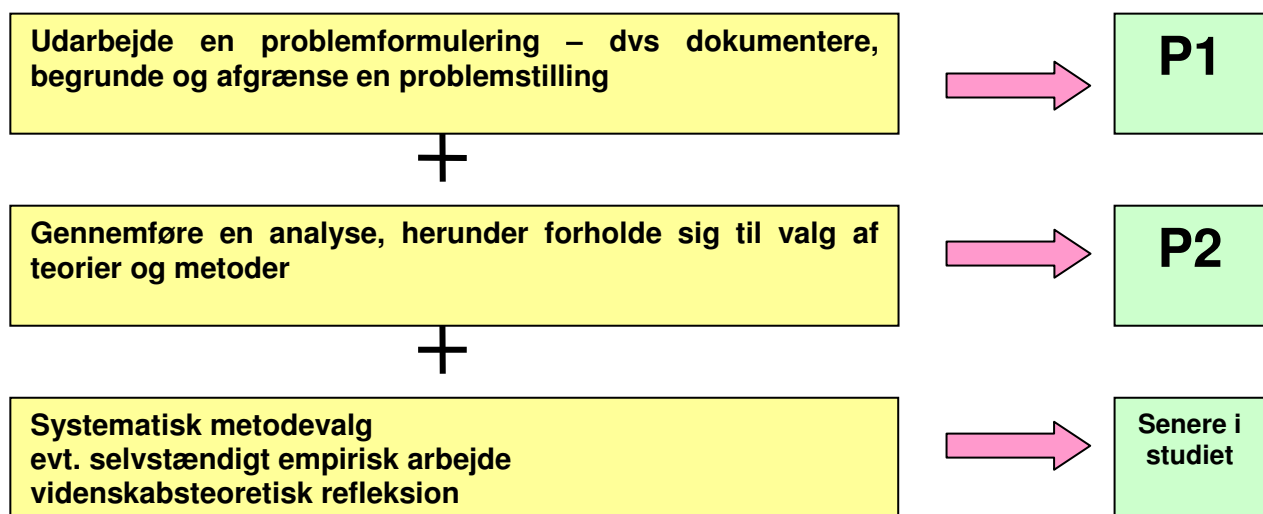 Udarbejde en problemformulering – dvs dokumentere,
begrunde og afgrænse en problemstilling
P1
+
Gennemføre en analyse, herunder forholde sig til valg af
teorier og metoder
P2
+
Systematisk metodevalg
evt. selvstændigt empirisk arbejde
videnskabsteoretisk refleksion
Senere i
studiet